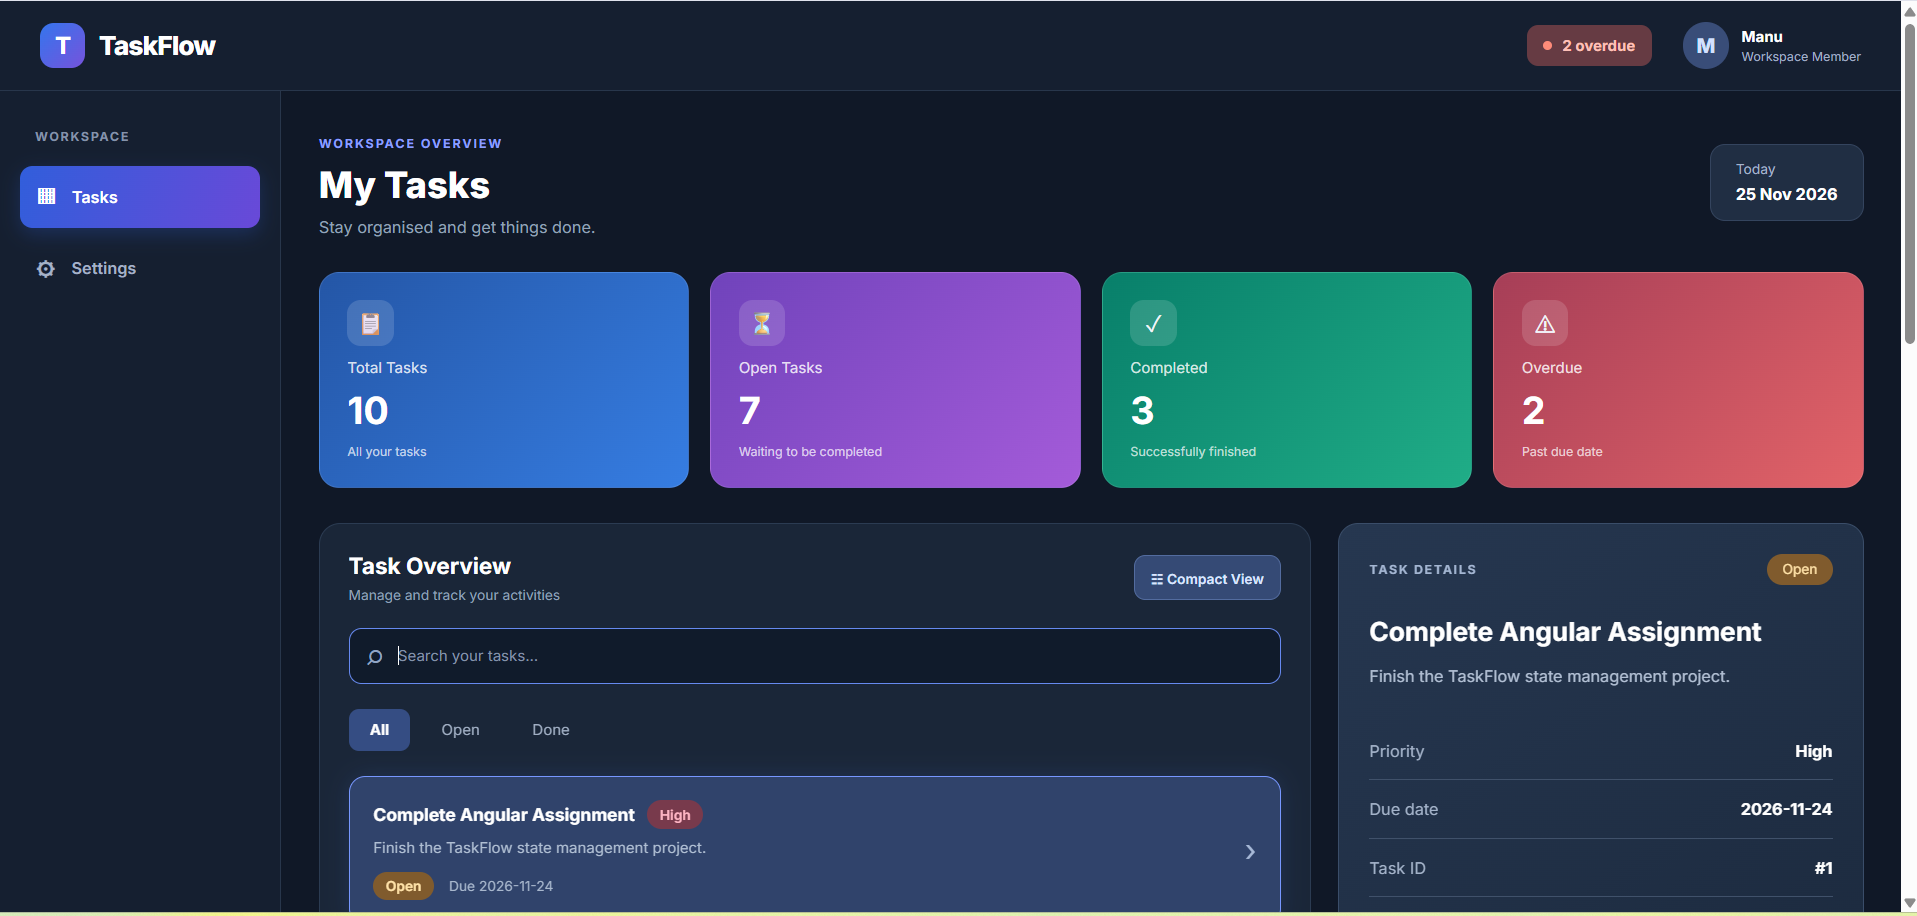 T
TaskFlow
2 overdue
M
Manu
Workspace Member
WORKSPACE
Tasks
Settings
WORKSPACE OVERVIEW
My Tasks
Stay organised and get things done.
Today
25 Nov 2026
Total Tasks
10
All your tasks
Open Tasks
7
Waiting to be completed
Completed
3
Successfully finished
Overdue
2
Past due date
Task Overview
Manage and track your activities
Compact View
Search your tasks...
All
Open
Done
Complete Angular Assignment
High
Finish the TaskFlow state management project.
Open
Due 2026-11-24
TASK DETAILS
Open
Complete Angular Assignment
Finish the TaskFlow state management project.
Priority
High
Due date
2026-11-24
Task ID
#1